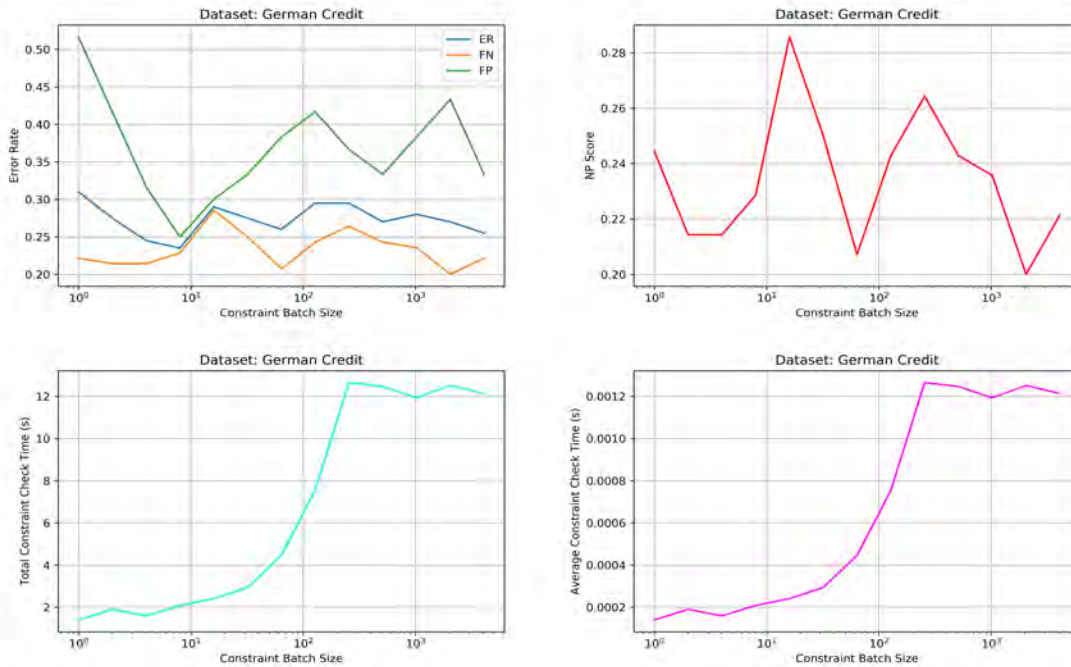 Dataset: German Credit
Error Rate
0.50
0.45
0.40
0.35
0.30
0.25
0.20
ER
FN
FP
10⁰
10¹
10²
10³
Constraint Batch Size
Dataset: German Credit
NP Score
0.28
0.26
0.24
0.22
0.20
10⁰
10¹
10²
10³
Constraint Batch Size
Dataset: German Credit
Total Constraint Check Time (s)
12
10
8
6
4
2
10⁰
10¹
10²
10³
Constraint Batch Size
Dataset: German Credit
Average Constraint Check Time (s)
0.0012
0.0010
0.0008
0.0006
0.0004
0.0002
10⁰
10¹
10²
10³
Constraint Batch Size